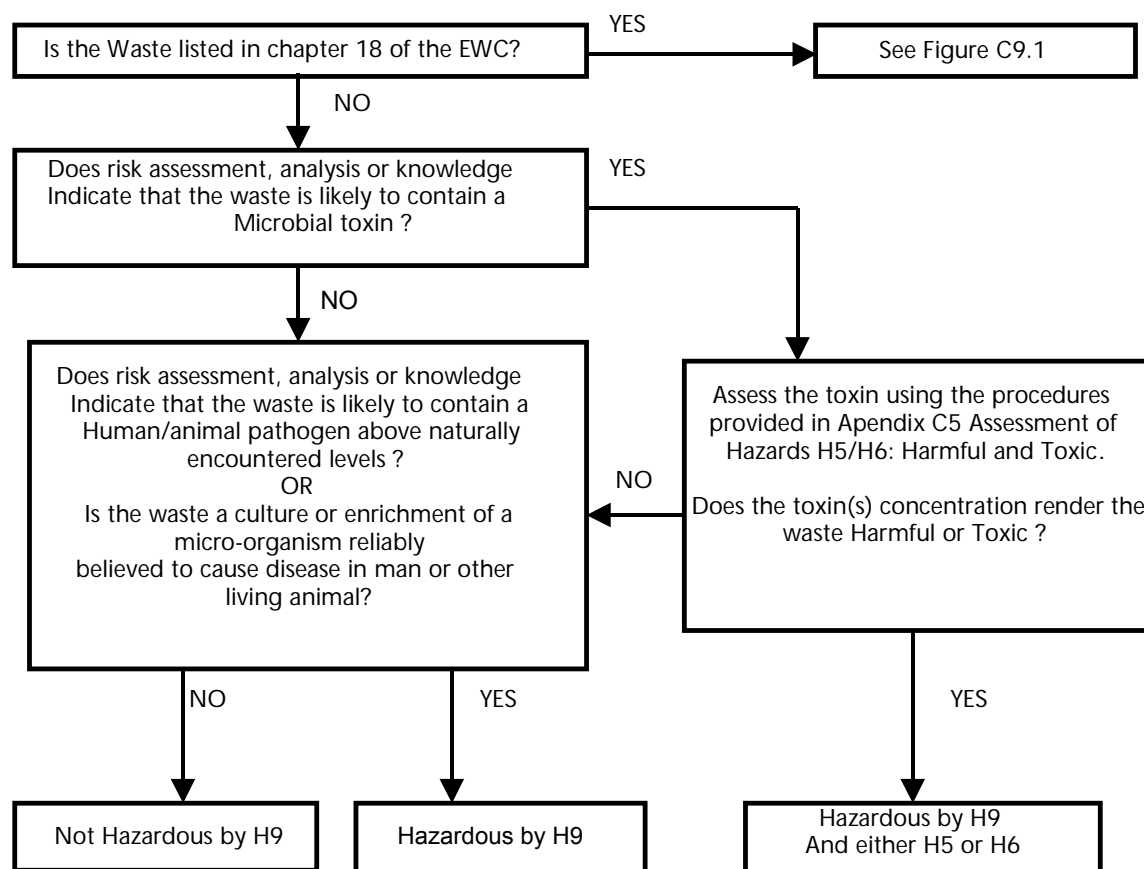 Is the Waste listed in chapter 18 of the EWC?
YES
See Figure C9.1
NO
Does risk assessment, analysis or knowledge
Indicate that the waste is likely to contain a
Microbial toxin ?
YES
NO
Does risk assessment, analysis or knowledge
Indicate that the waste is likely to contain a
Human/animal pathogen above naturally
encountered levels ?
OR
Is the waste a culture or enrichment of a
micro-organism reliably
believed to cause disease in man or other
living animal?
Assess the toxin using the procedures
provided in Apendix C5 Assessment of
Hazards H5/H6: Harmful and Toxic.
NO
Does the toxin(s) concentration render the
waste Harmful or Toxic ?
NO
YES
YES
Not Hazardous by H9
Hazardous by H9
Hazardous by H9
And either H5 or H6